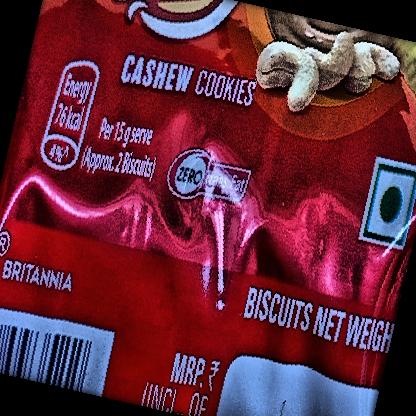 CASHEW COOKIES
Energy
76 kcal
4%*
Per 15 g serve
(Approx. 2 Biscuits)
ZERO
®
BRITANNIA
BISCUITS NET WEIGH
MRP. ₹
UNCL. OF